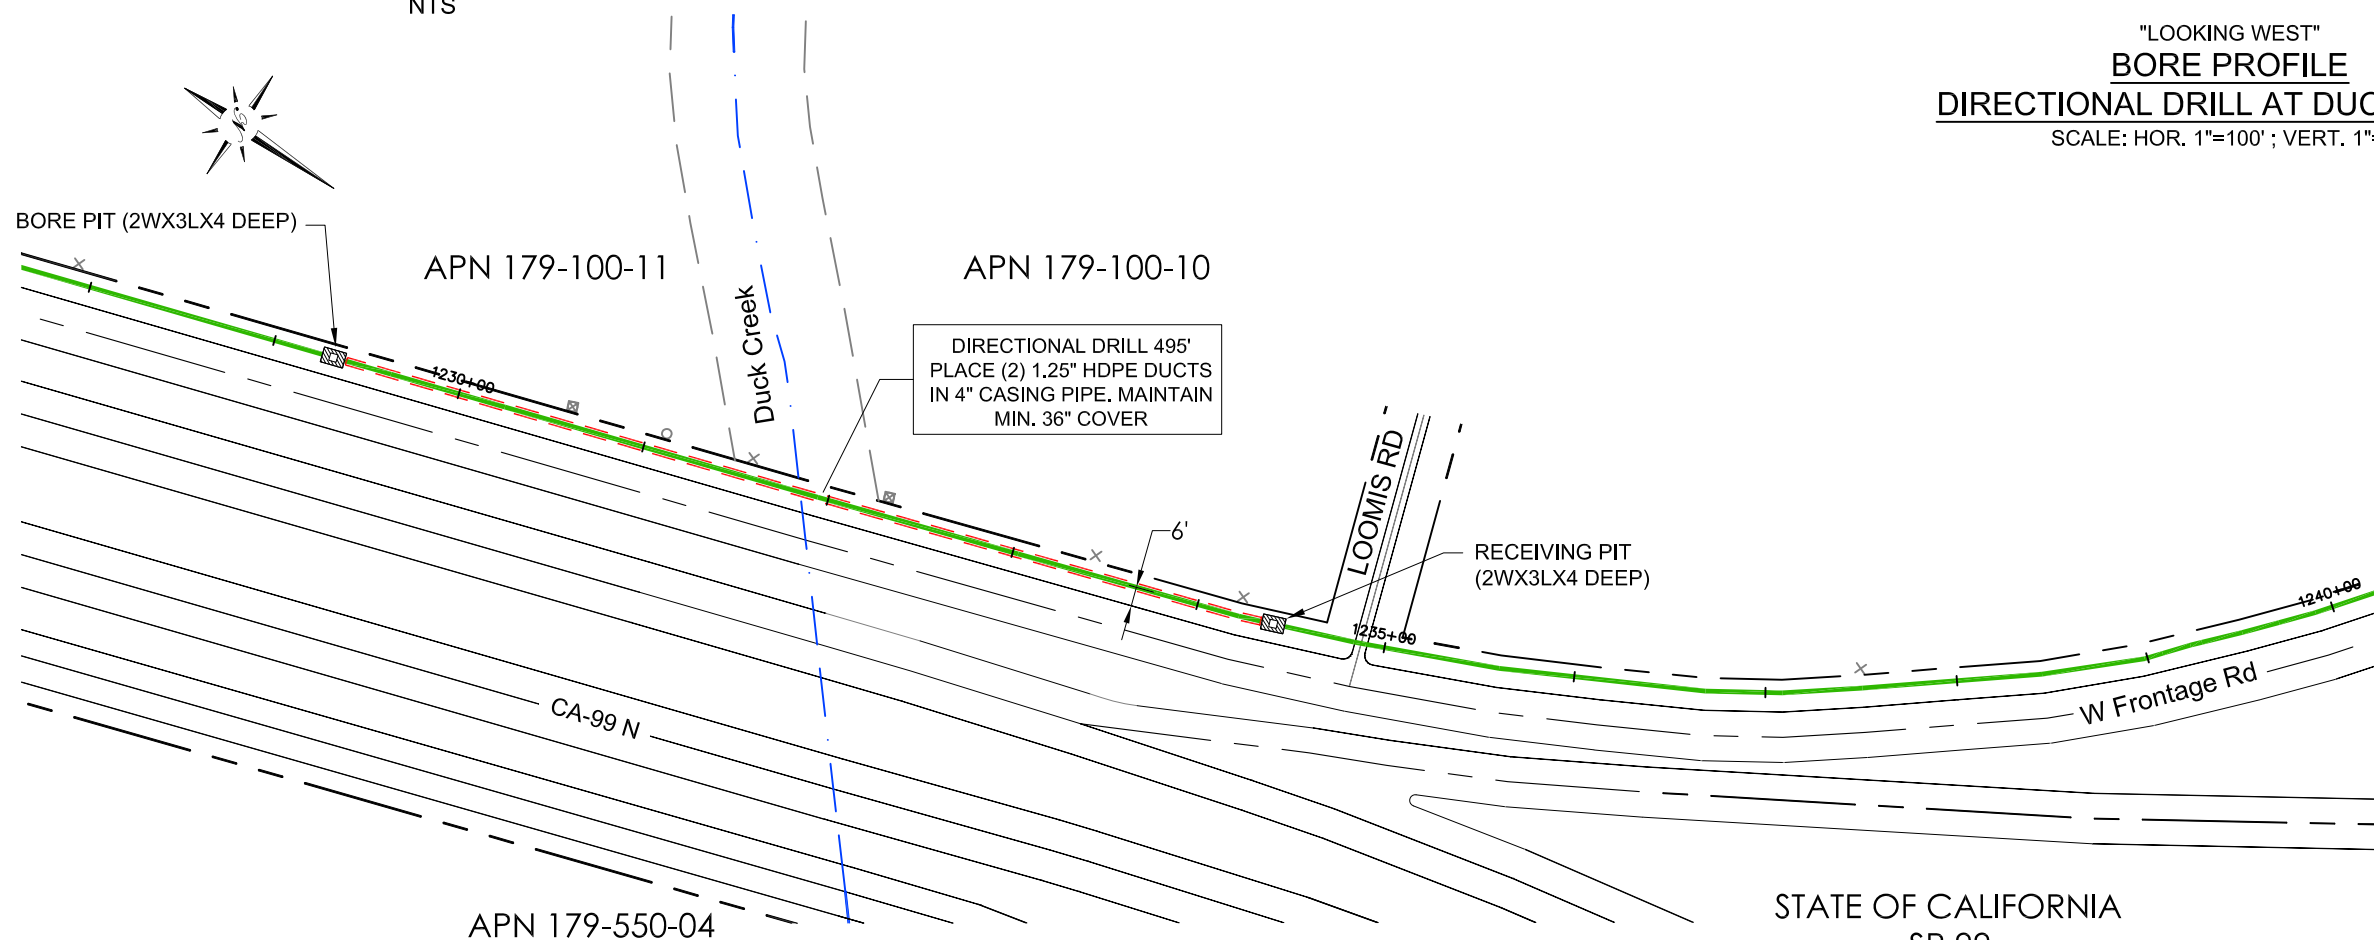 NTS
"LOOKING WEST"
BORE PROFILE
DIRECTIONAL DRILL AT DUC
SCALE: HOR. 1"=100' ; VERT. 1"=
BORE PIT (2WX3LX4 DEEP)
APN 179-100-11
APN 179-100-10
Duck Creek
DIRECTIONAL DRILL 495'
PLACE (2) 1.25" HDPE DUCTS
IN 4" CASING PIPE. MAINTAIN
MIN. 36" COVER
1230+00
LOOMIS RD
6'
RECEIVING PIT
(2WX3LX4 DEEP)
1235+00
1240+00
W Frontage Rd
CA-99 N
APN 179-550-04
STATE OF CALIFORNIA
SR 99